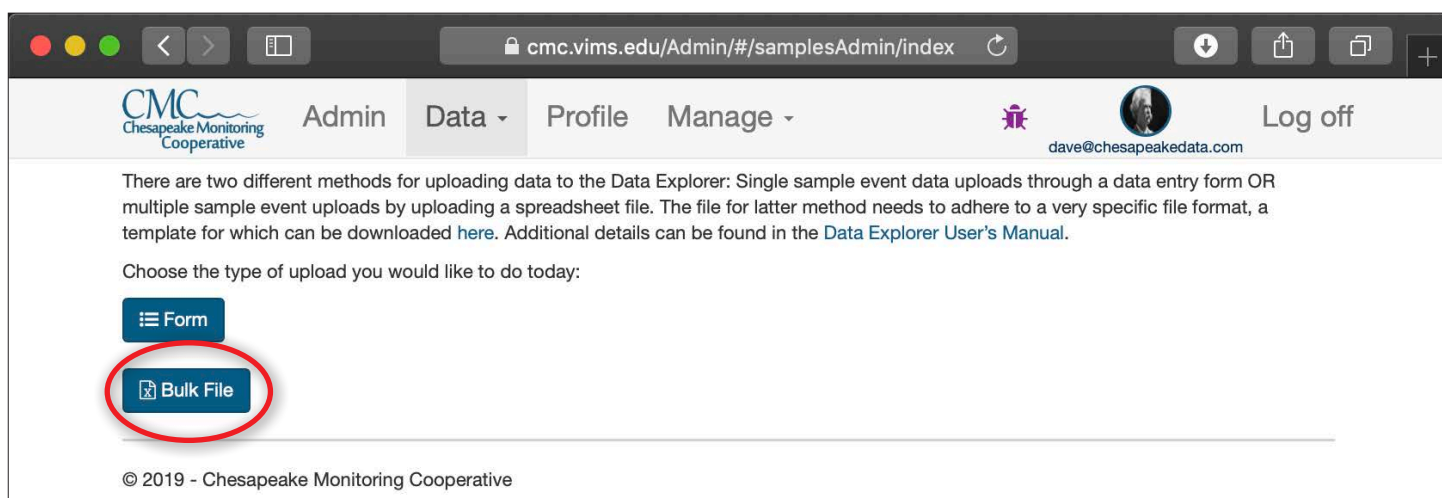 cmc.vims.edu/Admin/#/samplesAdmin/index
CMC
Chesapeake Monitoring
Cooperative
Admin
Data
Profile
Manage
dave@chesapeakedata.com
Log off
There are two different methods for uploading data to the Data Explorer: Single sample event data uploads through a data entry form OR
multiple sample event uploads by uploading a spreadsheet file. The file for latter method needs to adhere to a very specific file format, a
template for which can be downloaded here. Additional details can be found in the Data Explorer User's Manual.
Choose the type of upload you would like to do today:
Form
Bulk File
© 2019 - Chesapeake Monitoring Cooperative